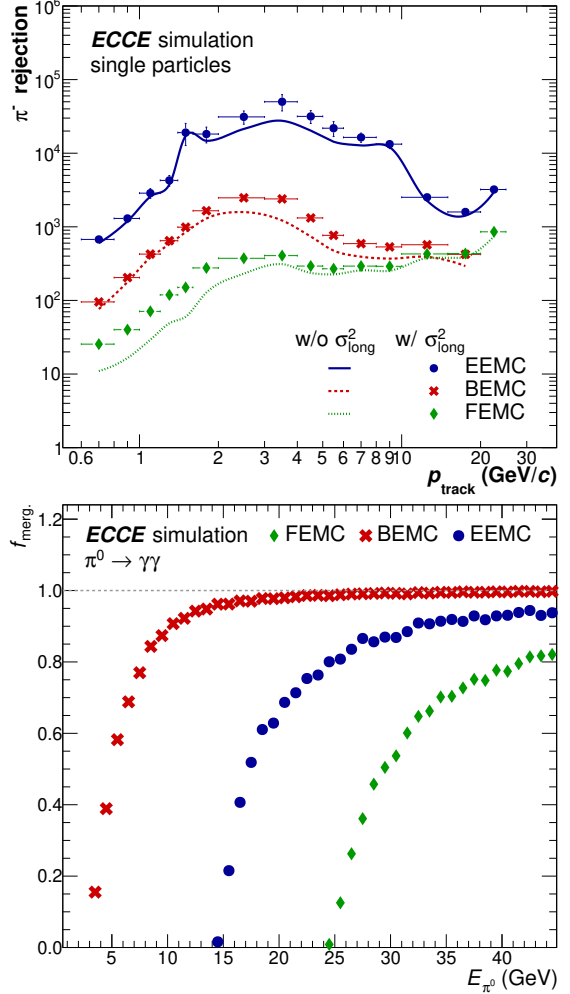 π⁻ rejection
10⁶
10⁵
10⁴
10³
10²
10
1
ECCE simulation
single particles
w/o σ²long w/ σ²long
EEMC
BEMC
FEMC
0.6 1 2 3 4 5 6 7 8 910 20 30
p_track (GeV/c)
f_merg.
1.2
1.0
0.8
0.6
0.4
0.2
0.0
ECCE simulation FEMC BEMC EEMC
π⁰ → γγ
5 10 15 20 25 30 35 40
E_π⁰ (GeV)